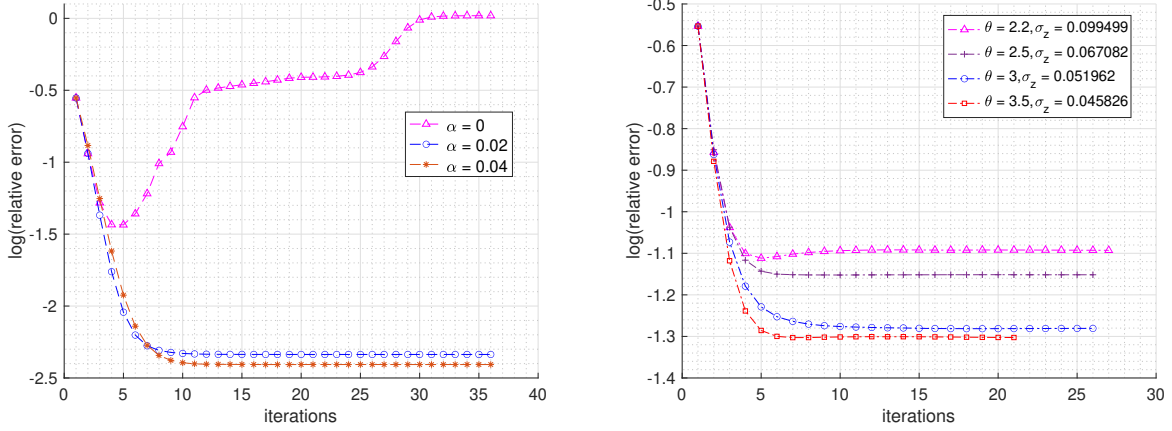 0
-0.5
-1
-1.5
-2
-2.5
0 5 10 15 20 25 30 35 40
iterations
log(relative error)
α = 0
α = 0.02
α = 0.04
-0.5
-0.6
-0.7
-0.8
-0.9
-1
-1.1
-1.2
-1.3
-1.4
0 5 10 15 20 25 30
iterations
log(relative error)
θ = 2.2,σz = 0.099499
θ = 2.5,σz = 0.067082
θ = 3,σz = 0.051962
θ = 3.5,σz = 0.045826